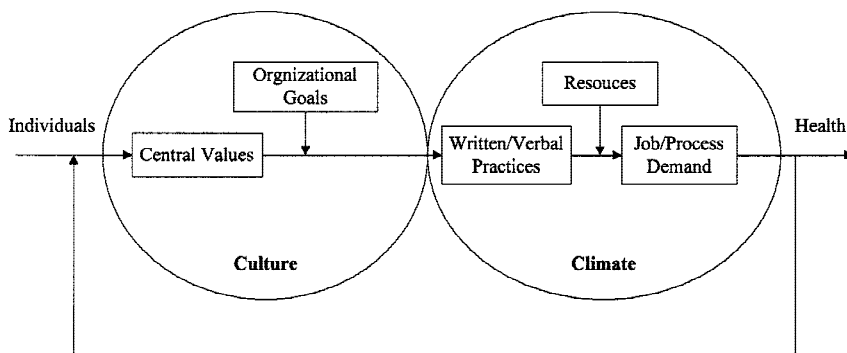 Orgnizational
Goals
Resouces
Individuals
Health
Central Values
Written/Verbal
Practices
Job/Process
Demand
Culture
Climate